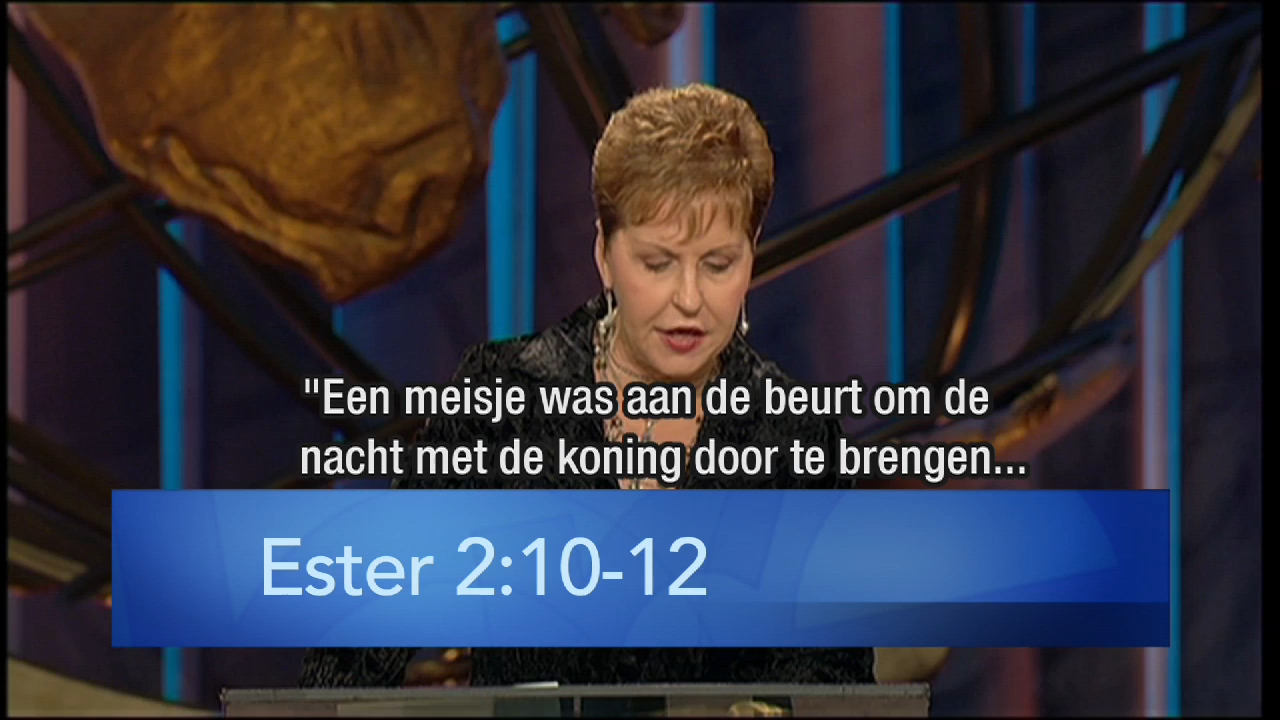 "Een meisje was aan de beurt om de
nacht met de koning door te brengen...
Ester 2:10-12